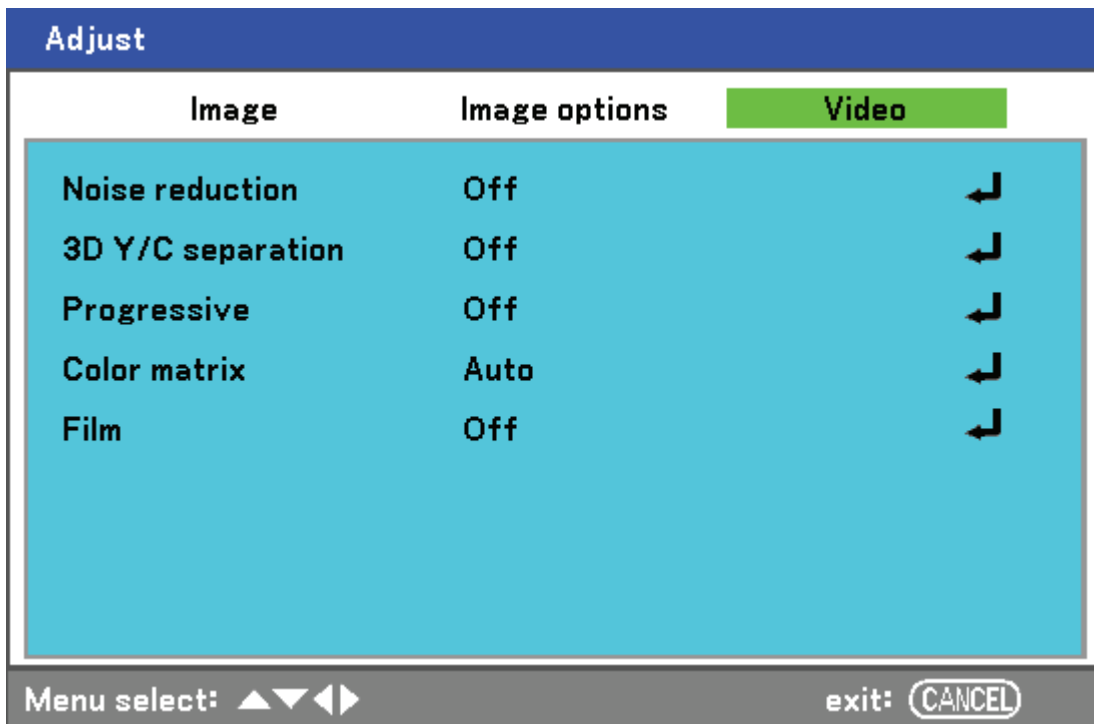 Adjust
Image Image options Video
Noise reduction Off
3D Y/C separation Off
Progressive Off
Color matrix Auto
Film Off
Menu select: ▲▼◀▶ exit: CANCEL